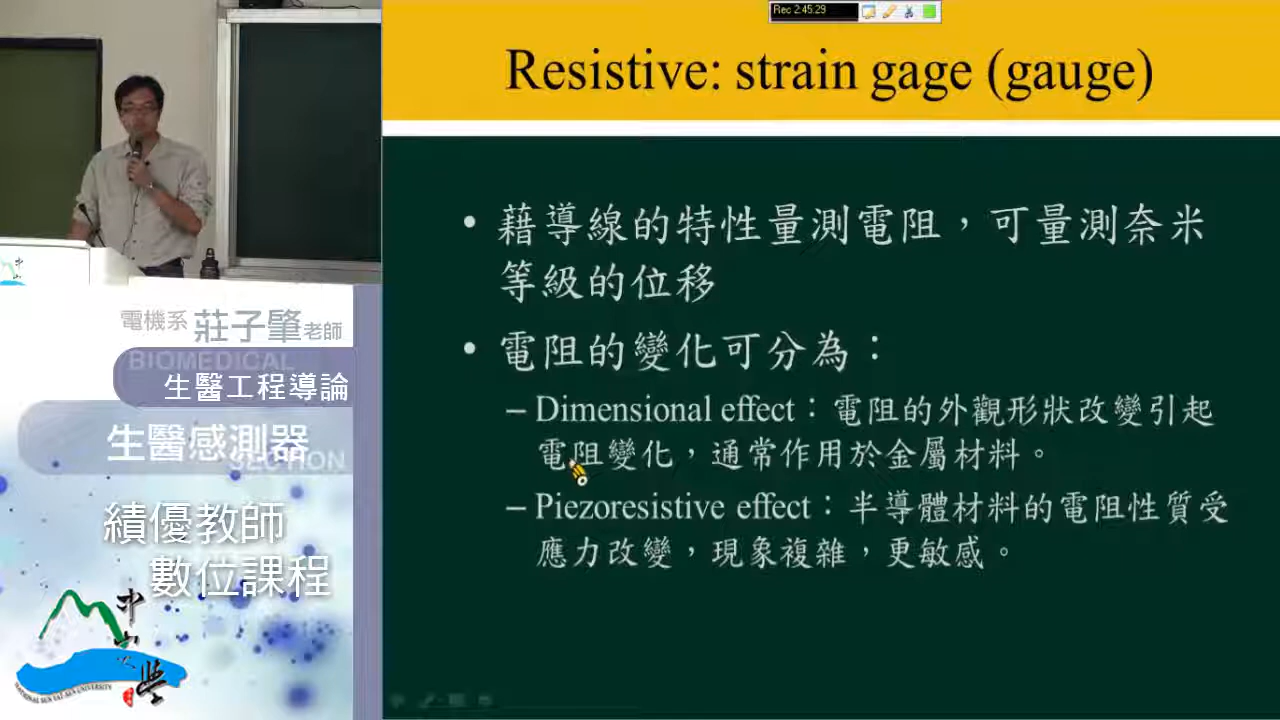 Rec 2:45:29
Resistive: strain gage (gauge)
• 藉導線的特性量測電阻，可量測奈米
等級的位移
• 電阻的變化可分為：
– Dimensional effect：電阻的外觀形狀改變引起
電阻變化，通常作用於金屬材料。
– Piezoresistive effect：半導體材料的電阻性質受
應力改變，現象複雜，更敏感。
電機系 莊子肇老師
BIOMEDICAL
生醫工程導論
生醫感測器
SECTION
績優教師
數位課程
NATIONAL SUN YAT-SEN UNIVERSITY